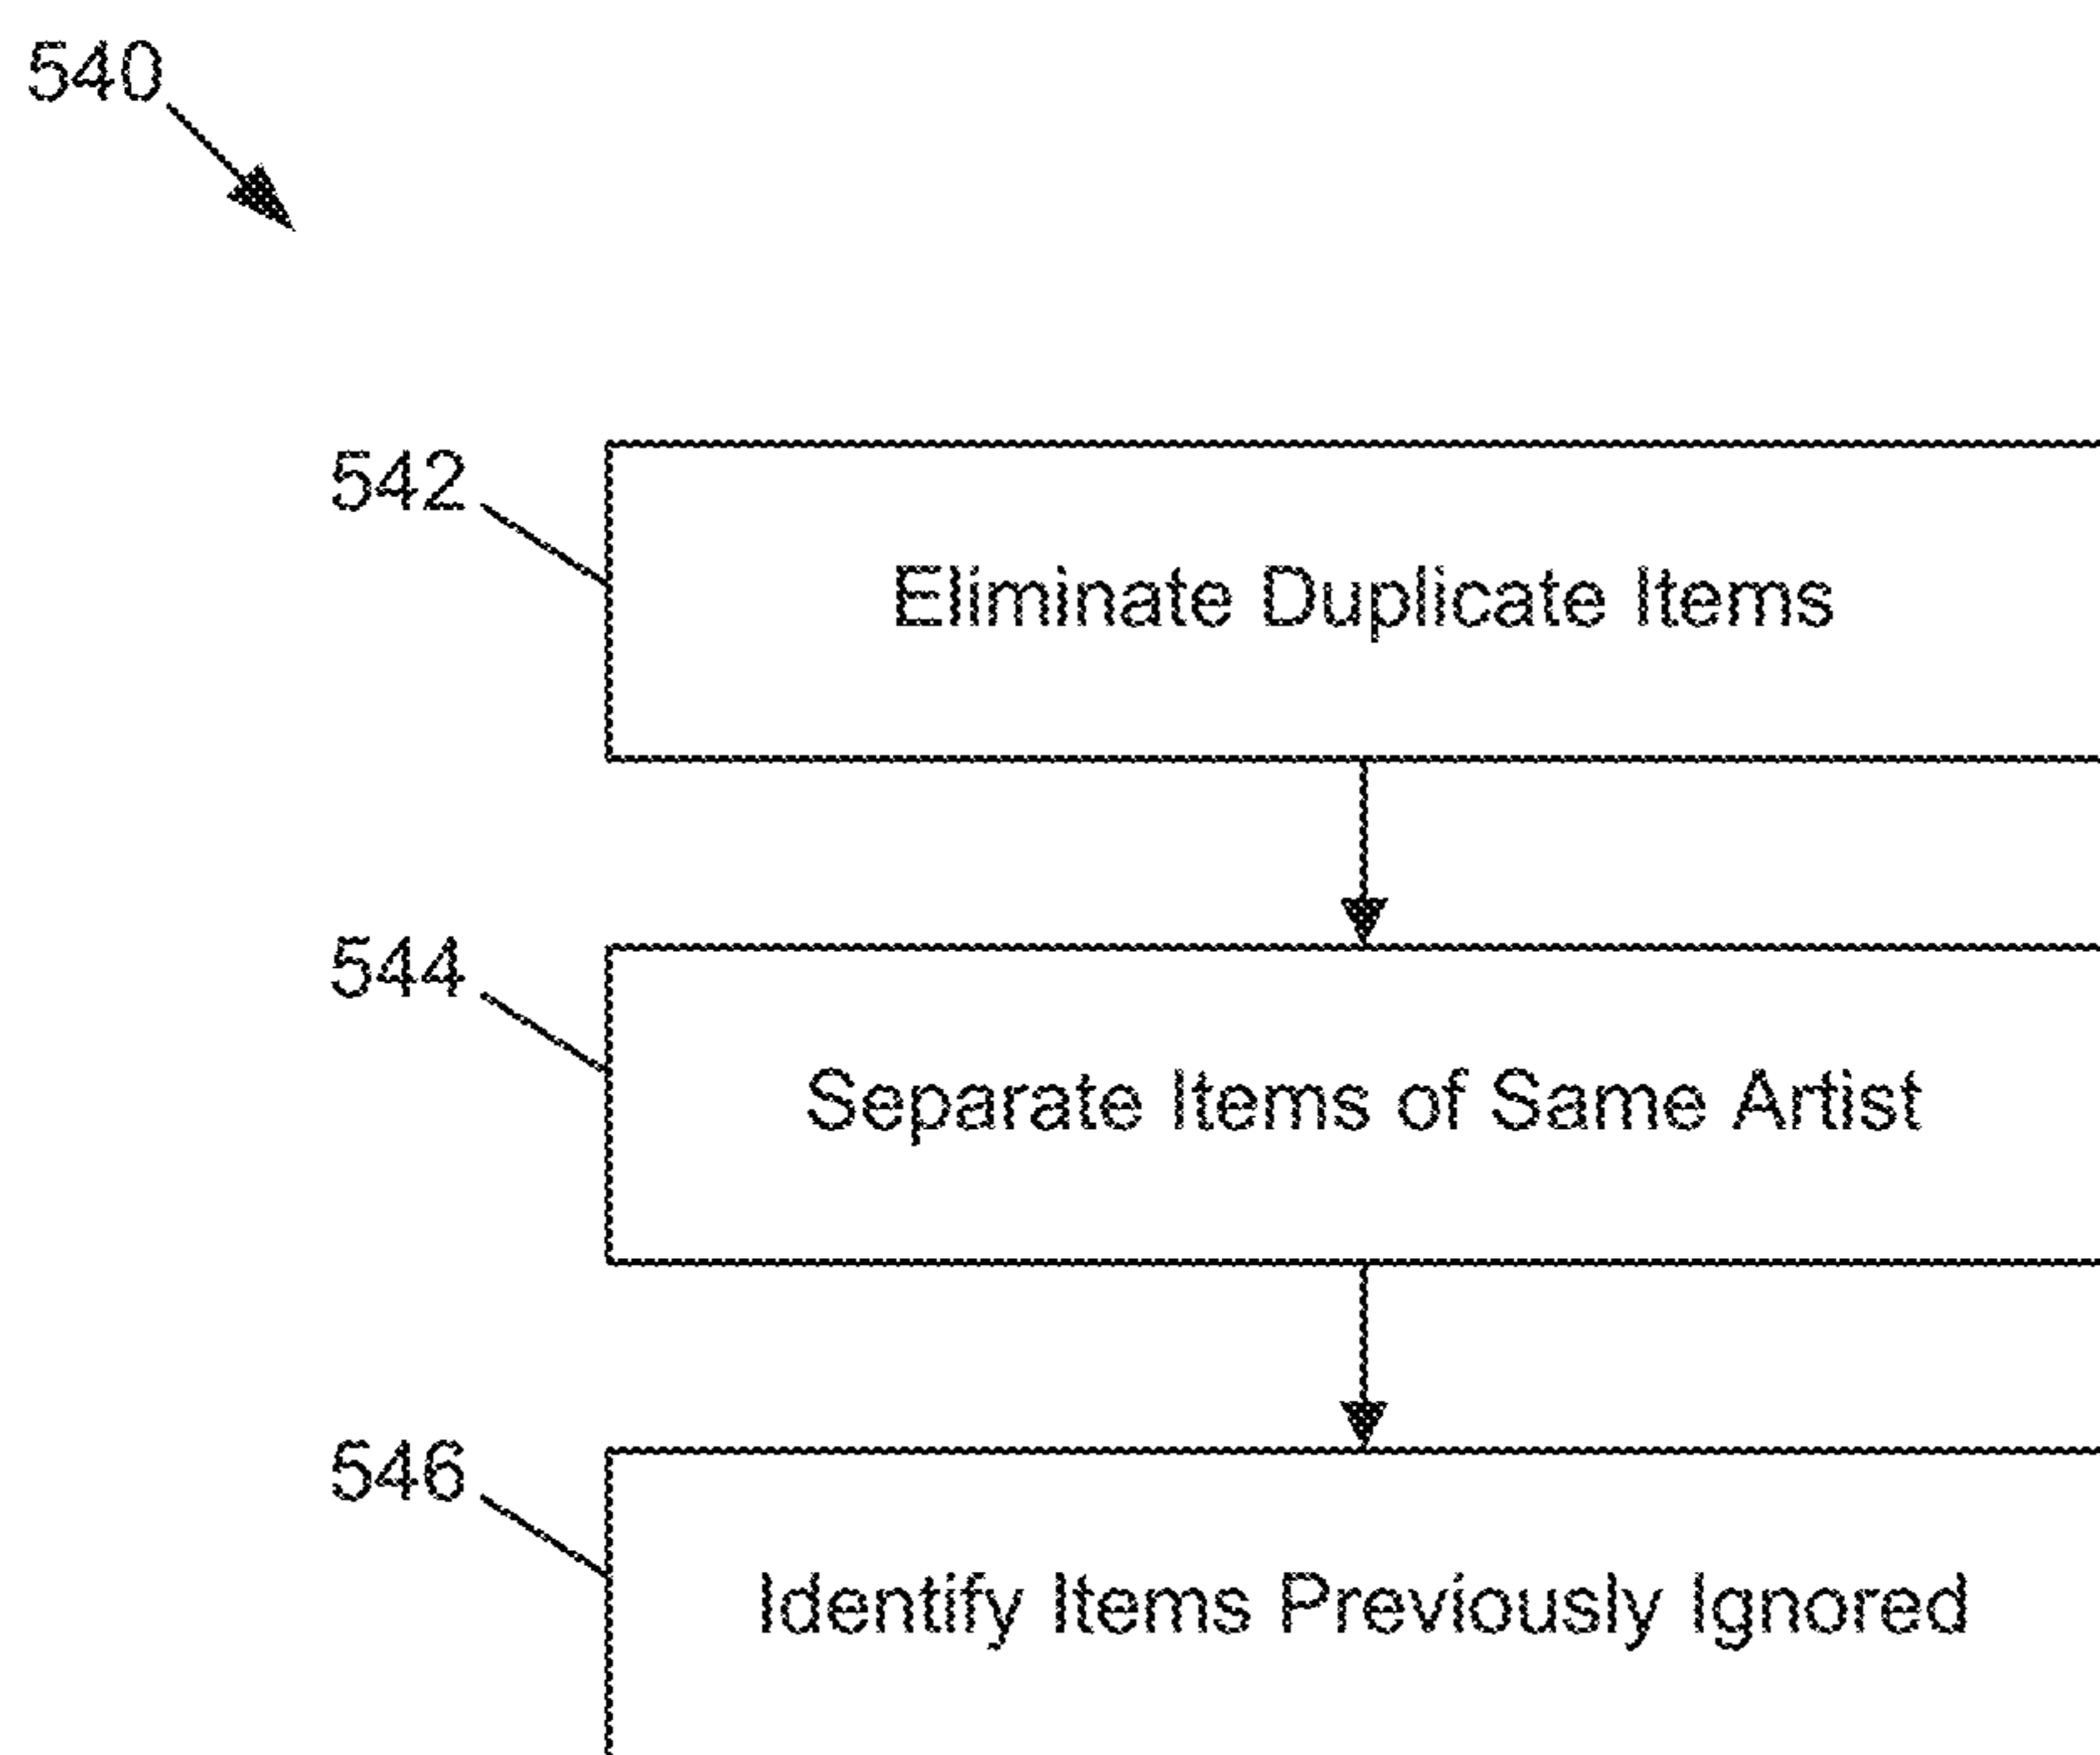 540
542
Eliminate Duplicate Items
544
Separate Items of Same Artist
546
Identify Items Previously Ignored